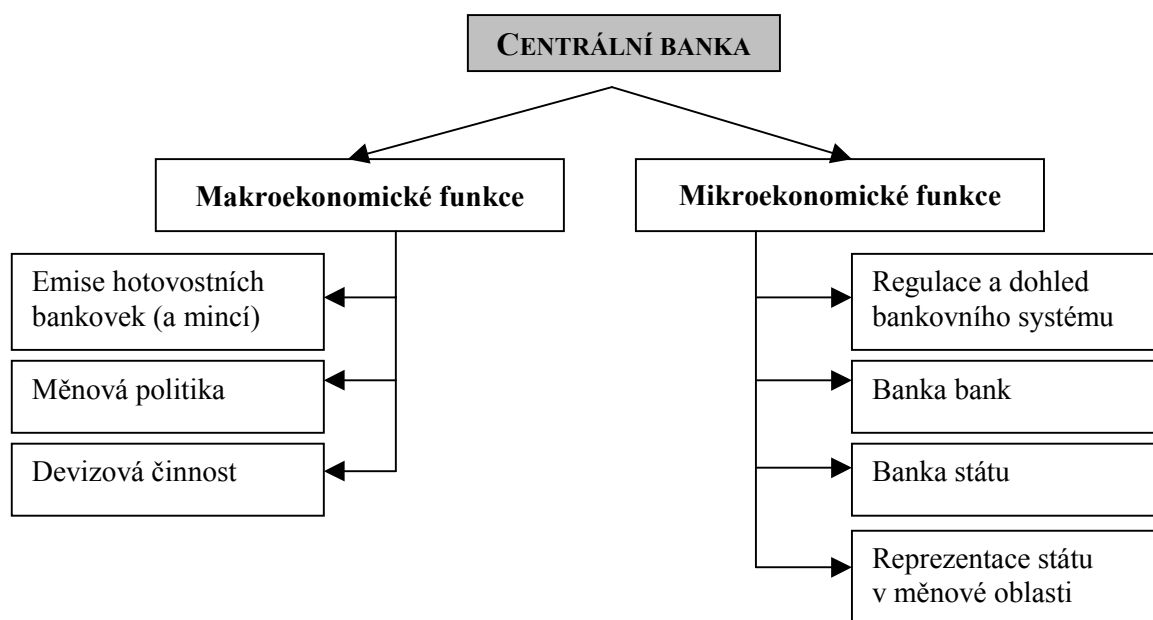 CENTRÁLNÍ BANKA
Makroekonomické funkce
Mikroekonomické funkce
Emise hotovostních
bankovek (a mincí)
Měnová politika
Devizová činnost
Regulace a dohled
bankovního systému
Banka bank
Banka státu
Reprezentace státu
v měnové oblasti